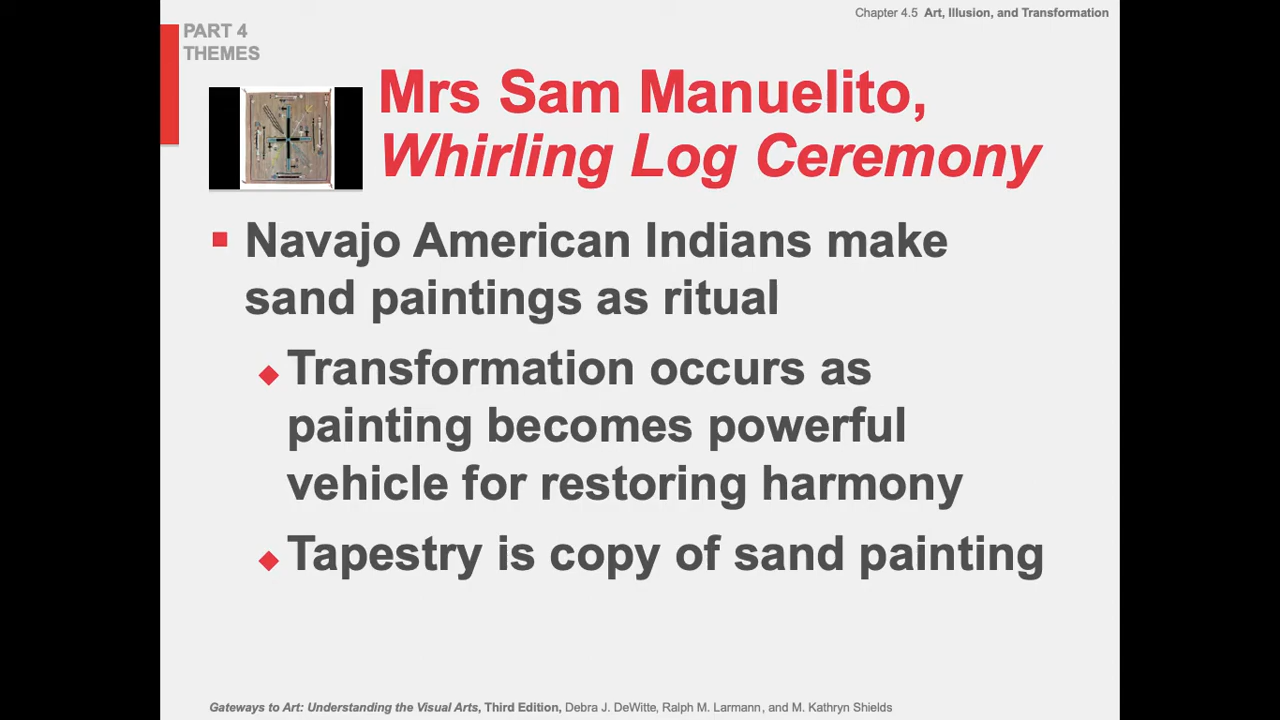 Chapter 4.5 Art, Illusion, and Transformation
PART 4
THEMES
Mrs Sam Manuelito,
Whirling Log Ceremony
Navajo American Indians make
sand paintings as ritual
Transformation occurs as
painting becomes powerful
vehicle for restoring harmony
Tapestry is copy of sand painting
Gateways to Art: Understanding the Visual Arts, Third Edition, Debra J. DeWitte, Ralph M. Larmann, and M. Kathryn Shields